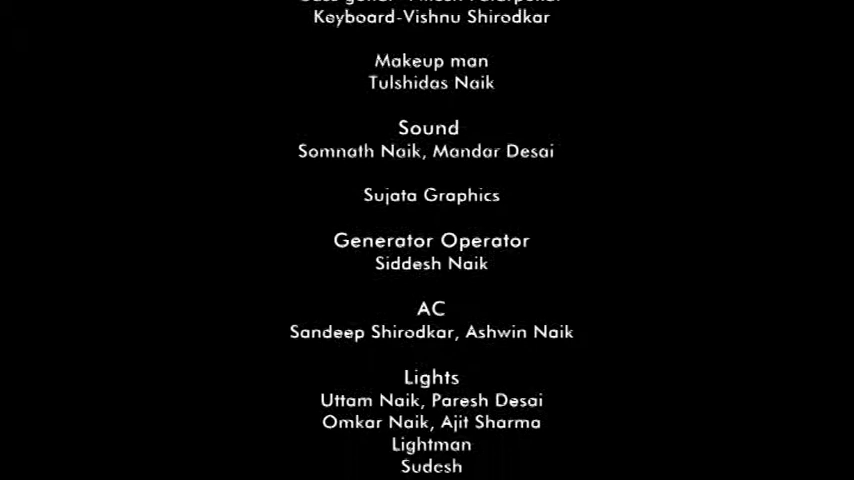 Keyboard-Vishnu Shirodkar
Makeup man
Tulshidas Naik
Sound
Somnath Naik, Mandar Desai
Sujata Graphics
Generator Operator
Siddesh Naik
AC
Sandeep Shirodkar, Ashwin Naik
Lights
Uttam Naik, Paresh Desai
Omkar Naik, Ajit Sharma
Lightman
Sudesh